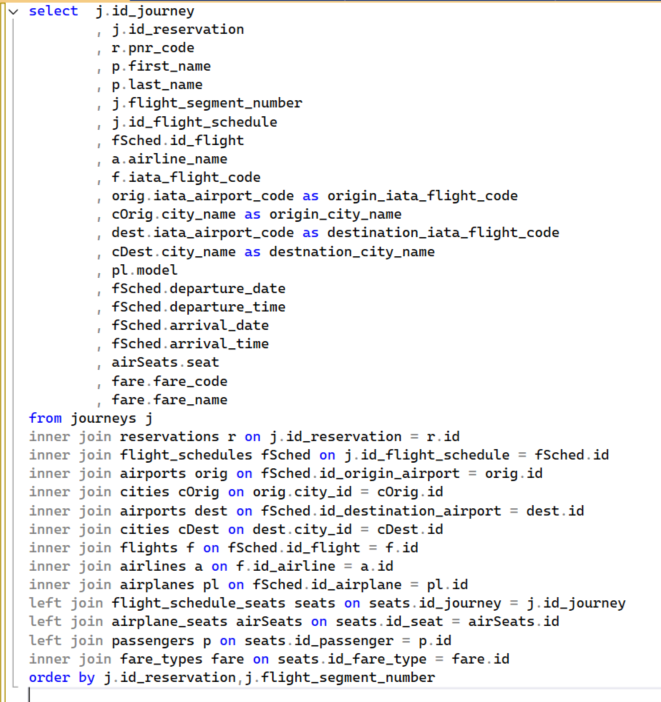 select  j.id_journey
, j.id_reservation
, r.pnr_code
, p.first_name
, p.last_name
, j.flight_segment_number
, j.id_flight_schedule
, fSched.id_flight
, a.airline_name
, f.iata_flight_code
, orig.iata_airport_code as origin_iata_flight_code
, cOrig.city_name as origin_city_name
, dest.iata_airport_code as destination_iata_flight_code
, cDest.city_name as destnation_city_name
, pl.model
, fSched.departure_date
, fSched.departure_time
, fSched.arrival_date
, fSched.arrival_time
, airSeats.seat
, fare.fare_code
, fare.fare_name
from journeys j
inner join reservations r on j.id_reservation = r.id
inner join flight_schedules fSched on j.id_flight_schedule = fSched.id
inner join airports orig on fSched.id_origin_airport = orig.id
inner join cities cOrig on orig.city_id = cOrig.id
inner join airports dest on fSched.id_destination_airport = dest.id
inner join cities cDest on dest.city_id = cDest.id
inner join flights f on fSched.id_flight = f.id
inner join airlines a on f.id_airline = a.id
inner join airplanes pl on fSched.id_airplane = pl.id
left join flight_schedule_seats seats on seats.id_journey = j.id_journey
left join airplane_seats airSeats on seats.id_seat = airSeats.id
left join passengers p on seats.id_passenger = p.id
inner join fare_types fare on seats.id_fare_type = fare.id
order by j.id_reservation,j.flight_segment_number